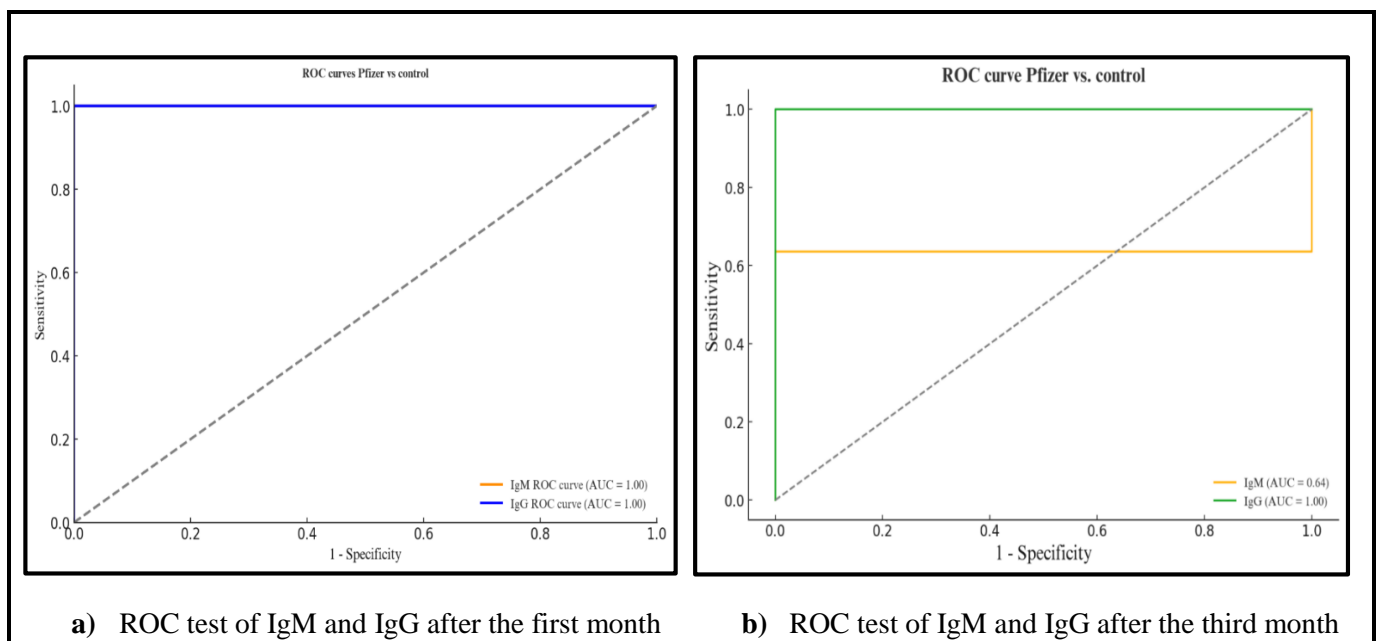 ROC curves Pfizer vs control
1.0
0.8
0.6
0.4
0.2
0.0
Sensitivity
0.0 0.2 0.4 0.6 0.8 1.0
1 - Specificity
IgM ROC curve (AUC = 1.00)
IgG ROC curve (AUC = 1.00)
ROC curve Pfizer vs. control
1.0
0.8
0.6
0.4
0.2
0.0
Sensitivity
0.0 0.2 0.4 0.6 0.8 1.0
1 - Specificity
IgM (AUC = 0.64)
IgG (AUC = 1.00)
a) ROC test of IgM and IgG after the first month
b) ROC test of IgM and IgG after the third month